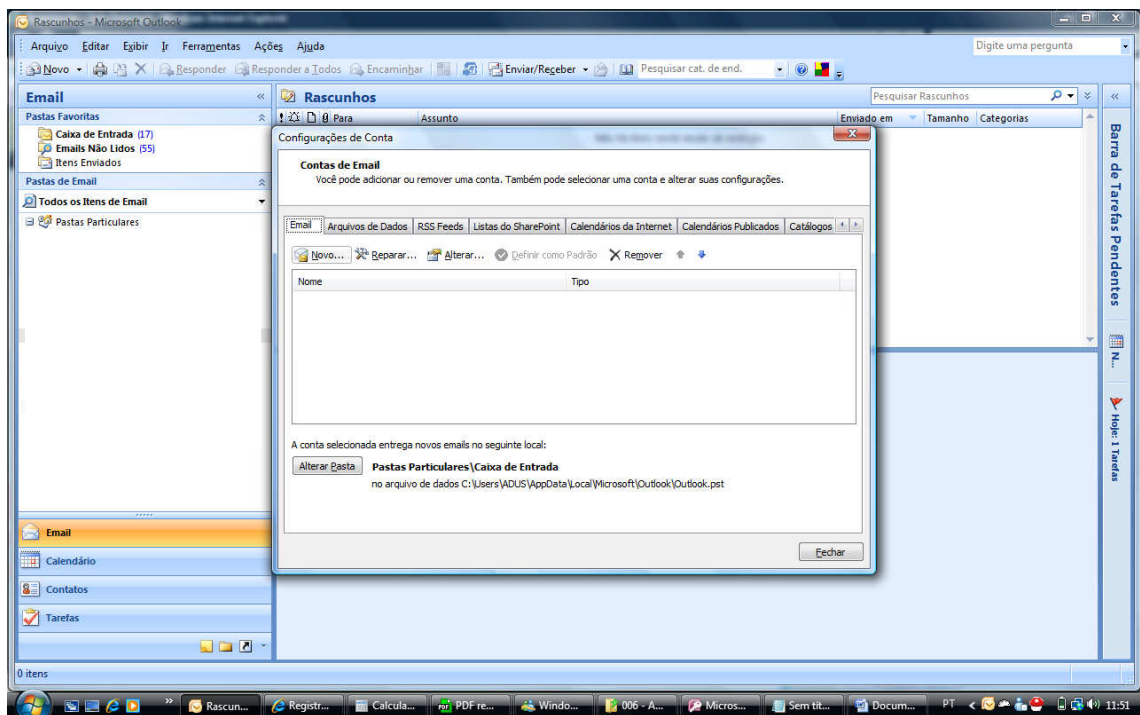 Rascunhos - Microsoft Outlook
Arquivo Editar Exibir Ir Ferramentas Ações Ajuda
Digite uma pergunta
Novo Responder Responder a Todos Encaminhar Enviar/Receber Pesquisar cat. de end.
Email
Rascunhos
Pesquisar Rascunhos
Pastas Favoritas
Para Assunto Enviado em Tamanho Categorias
Caixa de Entrada (17)
Emails Não Lidos (55)
Itens Enviados
Pastas de Email
Todos os Itens de Email
Pastas Particulares
Configurações de Conta
Contas de Email
Você pode adicionar ou remover uma conta. Também pode selecionar uma conta e alterar suas configurações.
Email Arquivos de Dados RSS Feeds Listas do SharePoint Calendários da Internet Calendários Publicados Catálogos
Novo... Reparar... Alterar... Definir como Padrão Remover
Nome Tipo
A conta selecionada entrega novos emails no seguinte local:
Alterar Pasta Pastas Particulares\Caixa de Entrada
no arquivo de dados C:\Users\ADUS\AppData\Local\Microsoft\Outlook\Outlook.pst
Fechar
Barra de Tarefas Pendentes
N...
Hoje: 1 Tarefas
Email
Calendário
Contatos
Tarefas
0 itens
Rascun... Registr... Calcula... PDF re... Windo... 006 - A... Micros... Sem tít... Docum... PT 11:51